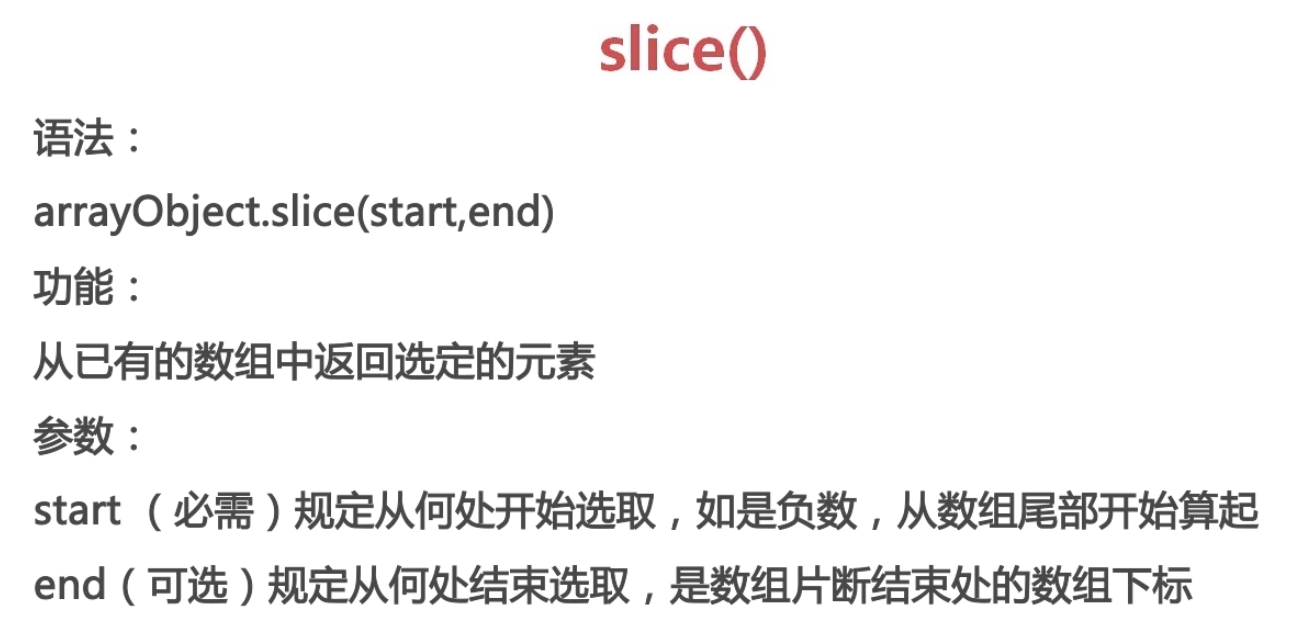 slice()
语法：
arrayObject.slice(start,end)
功能：
从已有的数组中返回选定的元素
参数：
start （必需）规定从何处开始选取，如是负数，从数组尾部开始算起
end（可选）规定从何处结束选取，是数组片断结束处的数组下标